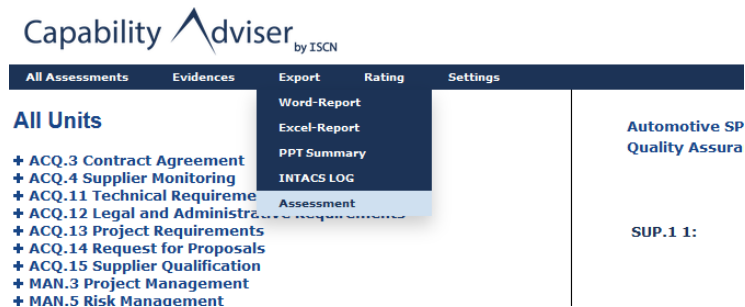 Capability Adviser
by ISCN
All Assessments Evidences Export Rating Settings
Word-Report
Excel-Report
PPT Summary
INTACS LOG
Assessment
All Units
+ ACQ.3 Contract Agreement
+ ACQ.4 Supplier Monitoring
+ ACQ.11 Technical Requireme
+ ACQ.12 Legal and Administrative Requirements
+ ACQ.13 Project Requirements
+ ACQ.14 Request for Proposals
+ ACQ.15 Supplier Qualification
+ MAN.3 Project Management
+ MAN.5 Risk Management
Automotive SP
Quality Assura
SUP.1 1: